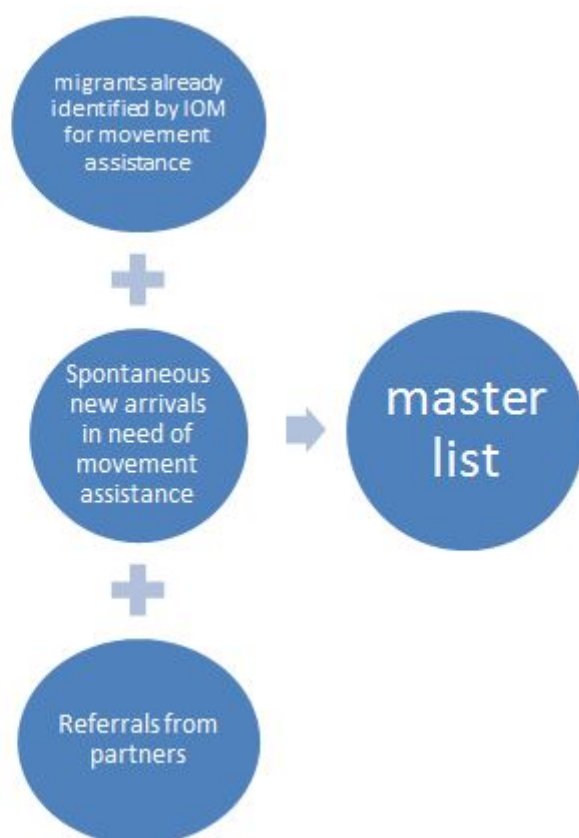 migrants already
identified by IOM
for movement
assistance
Spontaneous
new arrivals
in need of
movement
assistance
master
list
Referrals from
partners